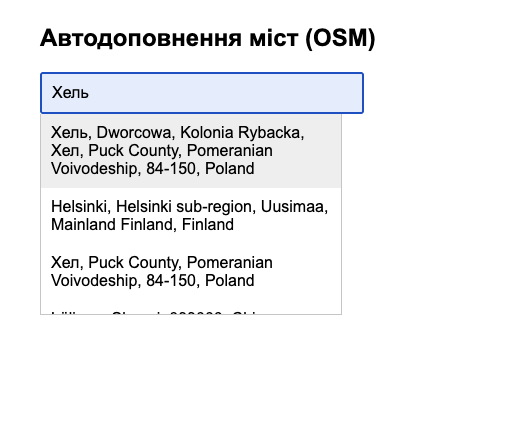 Автодоповнення міст (OSM)
Хель
Хель, Dworcowa, Kolonia Rybacka,
Хел, Puck County, Pomeranian
Voivodeship, 84-150, Poland
Helsinki, Helsinki sub-region, Uusimaa,
Mainland Finland, Finland
Хел, Puck County, Pomeranian
Voivodeship, 84-150, Poland